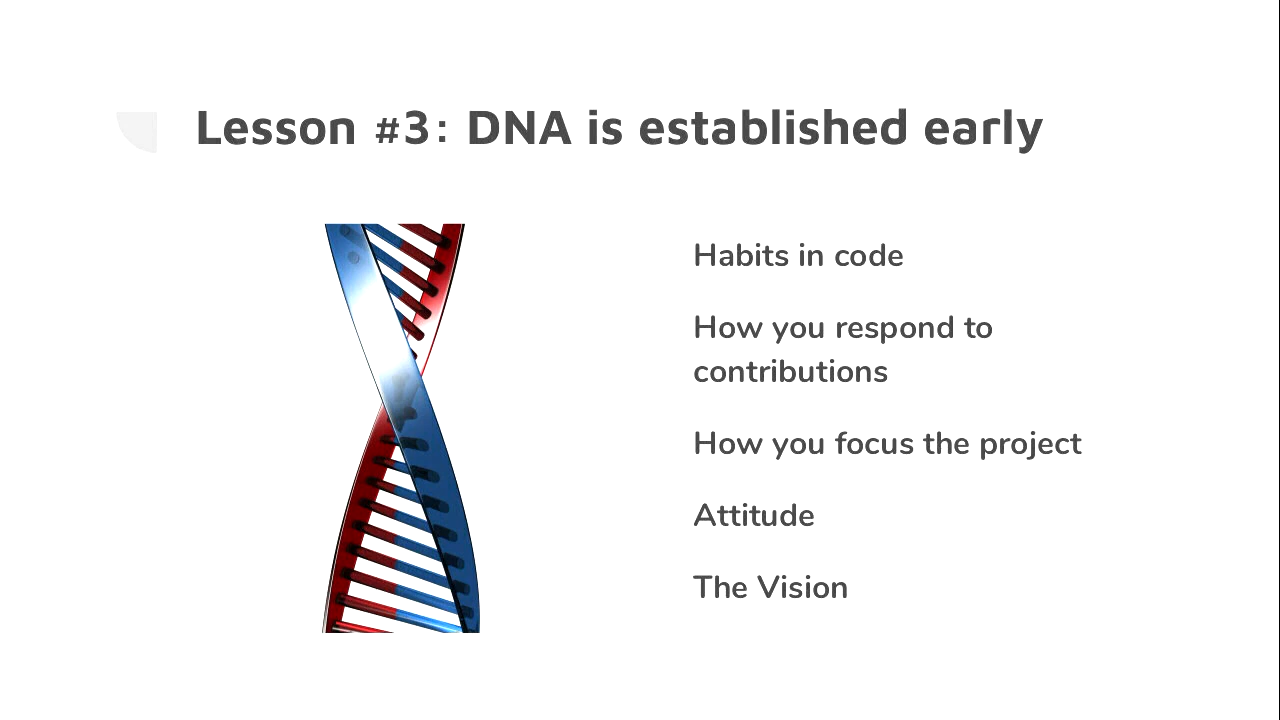 Lesson #3: DNA is established early
Habits in code
How you respond to
contributions
How you focus the project
Attitude
The Vision